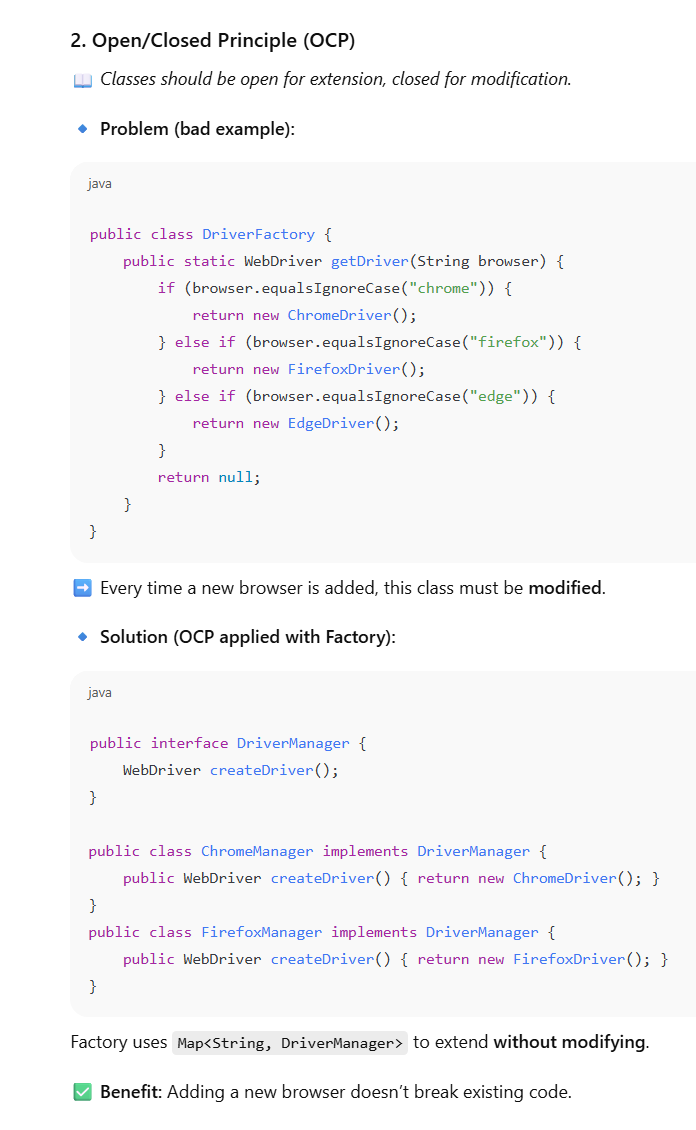 2. Open/Closed Principle (OCP)
📖 Classes should be open for extension, closed for modification.
🔹 Problem (bad example):
java
public class DriverFactory {
    public static WebDriver getDriver(String browser) {
        if (browser.equalsIgnoreCase("chrome")) {
            return new ChromeDriver();
        } else if (browser.equalsIgnoreCase("firefox")) {
            return new FirefoxDriver();
        } else if (browser.equalsIgnoreCase("edge")) {
            return new EdgeDriver();
        }
        return null;
    }
}
➡️ Every time a new browser is added, this class must be modified.
🔹 Solution (OCP applied with Factory):
java
public interface DriverManager {
    WebDriver createDriver();
}
public class ChromeManager implements DriverManager {
    public WebDriver createDriver() { return new ChromeDriver(); }
}
public class FirefoxManager implements DriverManager {
    public WebDriver createDriver() { return new FirefoxDriver(); }
}
Factory uses Map<String, DriverManager> to extend without modifying.
✅ Benefit: Adding a new browser doesn’t break existing code.